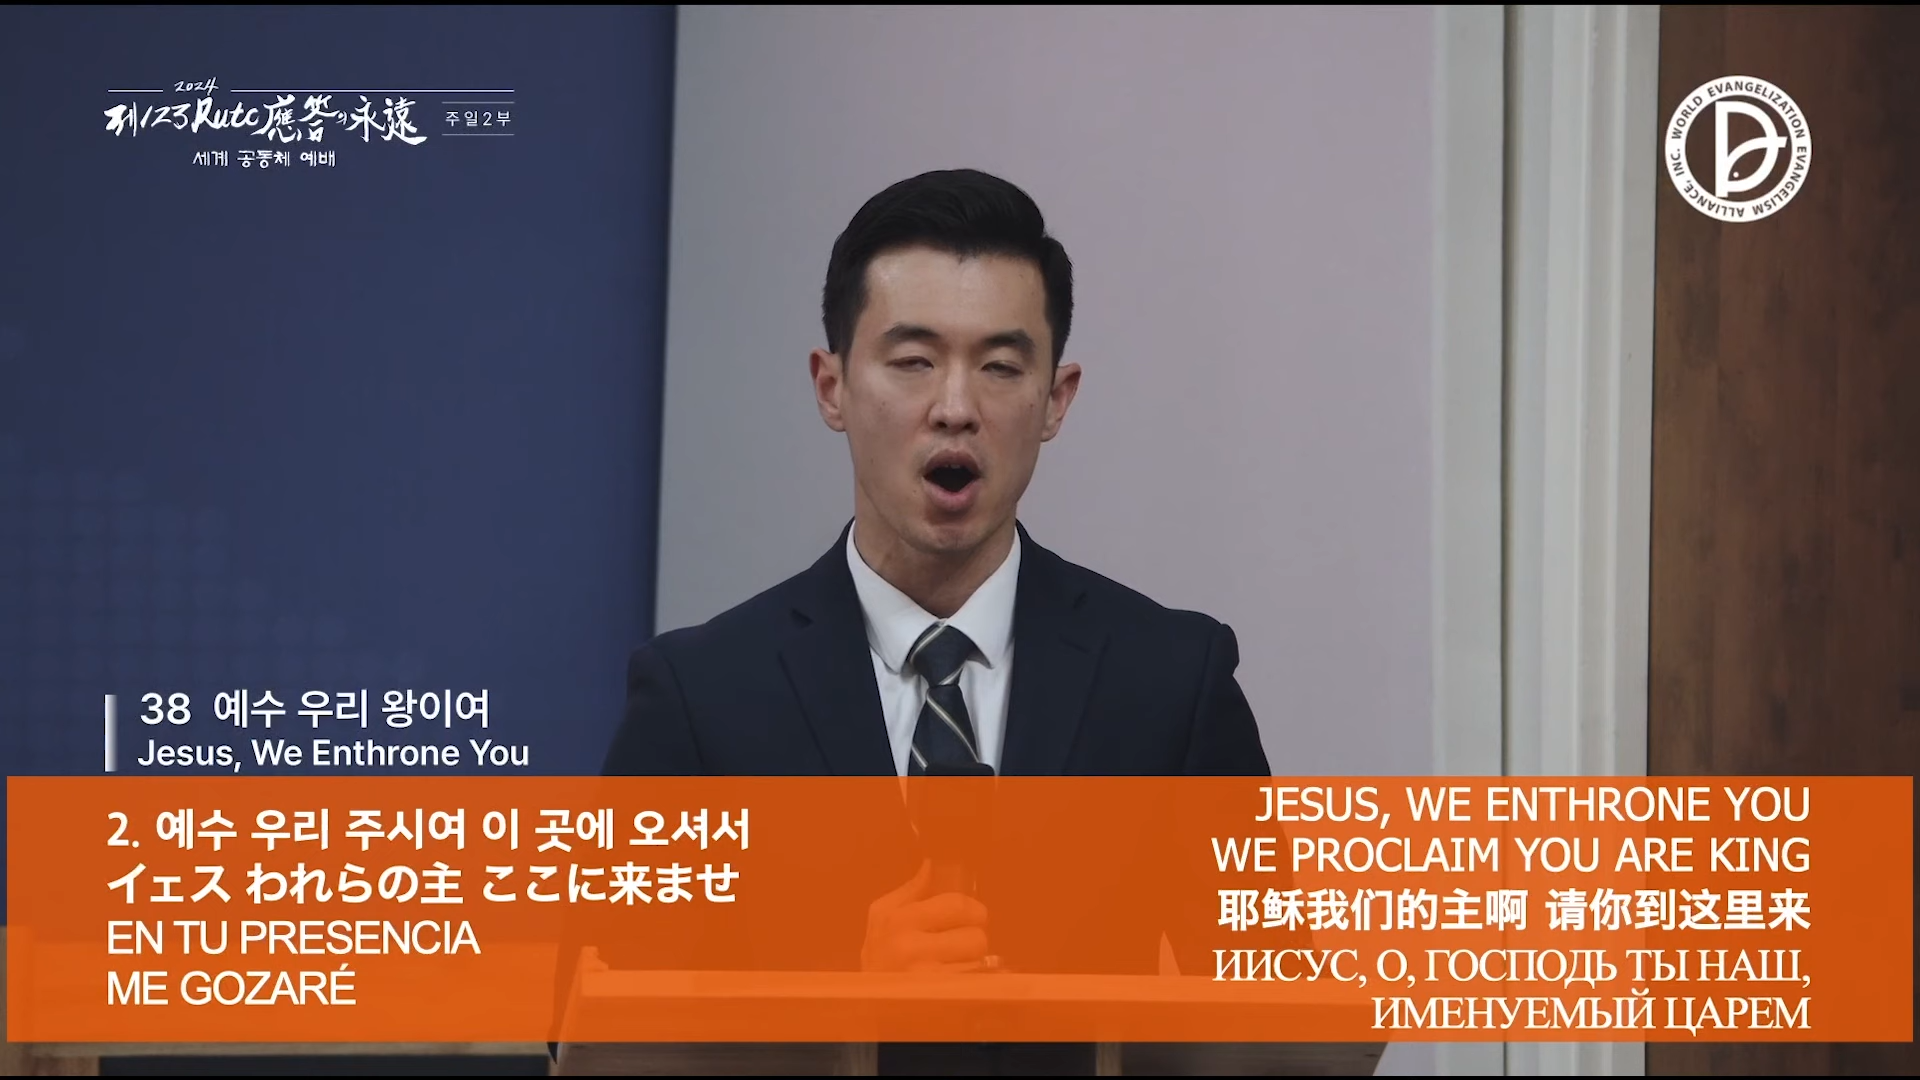 2024
제123RUTC應答의永遠
주일2부
세계 공동체 예배
WORLD EVANGELIZATION EVANGELISM ALLIANCE, INC.
38 예수 우리 왕이여
Jesus, We Enthrone You
2. 예수 우리 주시여 이 곳에 오셔서
イェス われらの主 ここに来ませ
EN TU PRESENCIA
ME GOZARÉ
JESUS, WE ENTHRONE YOU
WE PROCLAIM YOU ARE KING
耶稣我们的主啊 请你到这里来
ИИСУС, О, ГОСПОДЬ ТЫ НАШ,
ИМЕНУЕМЫЙ ЦАРЕМ